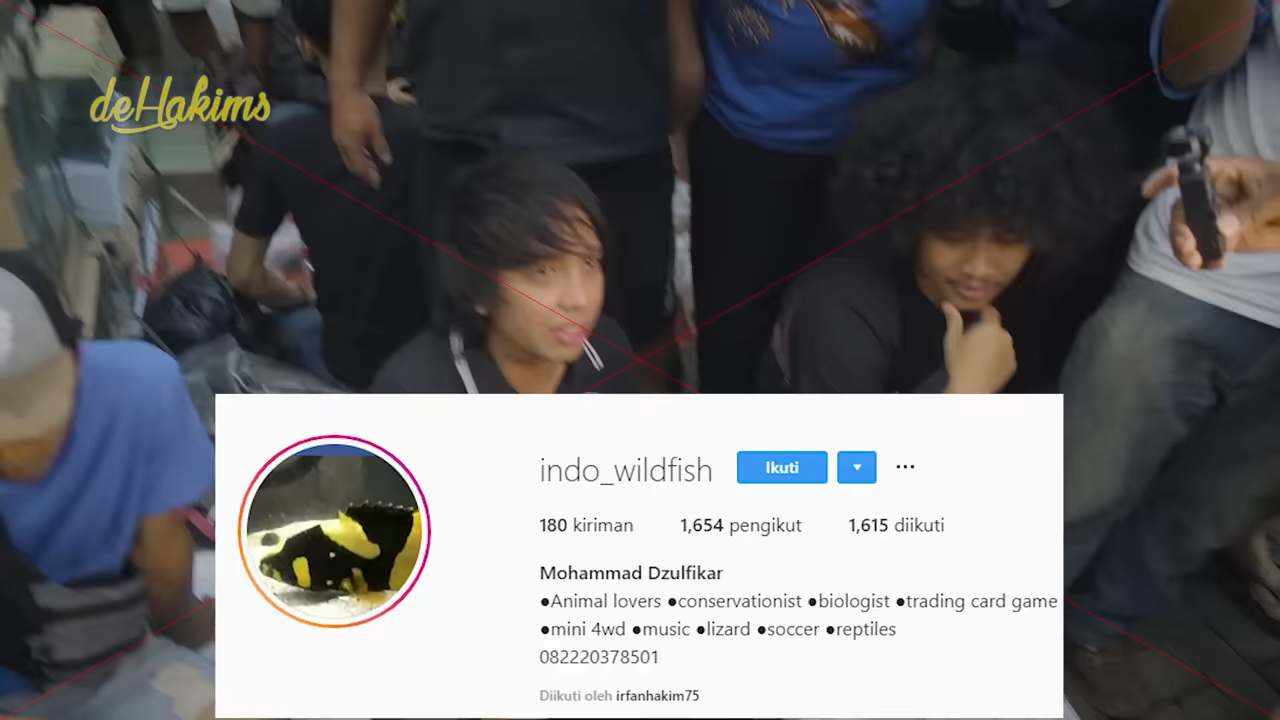 deHakims
indo_wildfish Ikuti
180 kiriman 1,654 pengikut 1,615 diikuti
Mohammad Dzulfikar
●Animal lovers ●conservationist ●biologist ●trading card game
●mini 4wd ●music ●lizard ●soccer ●reptiles
082220378501
Diikuti oleh irfanhakim75